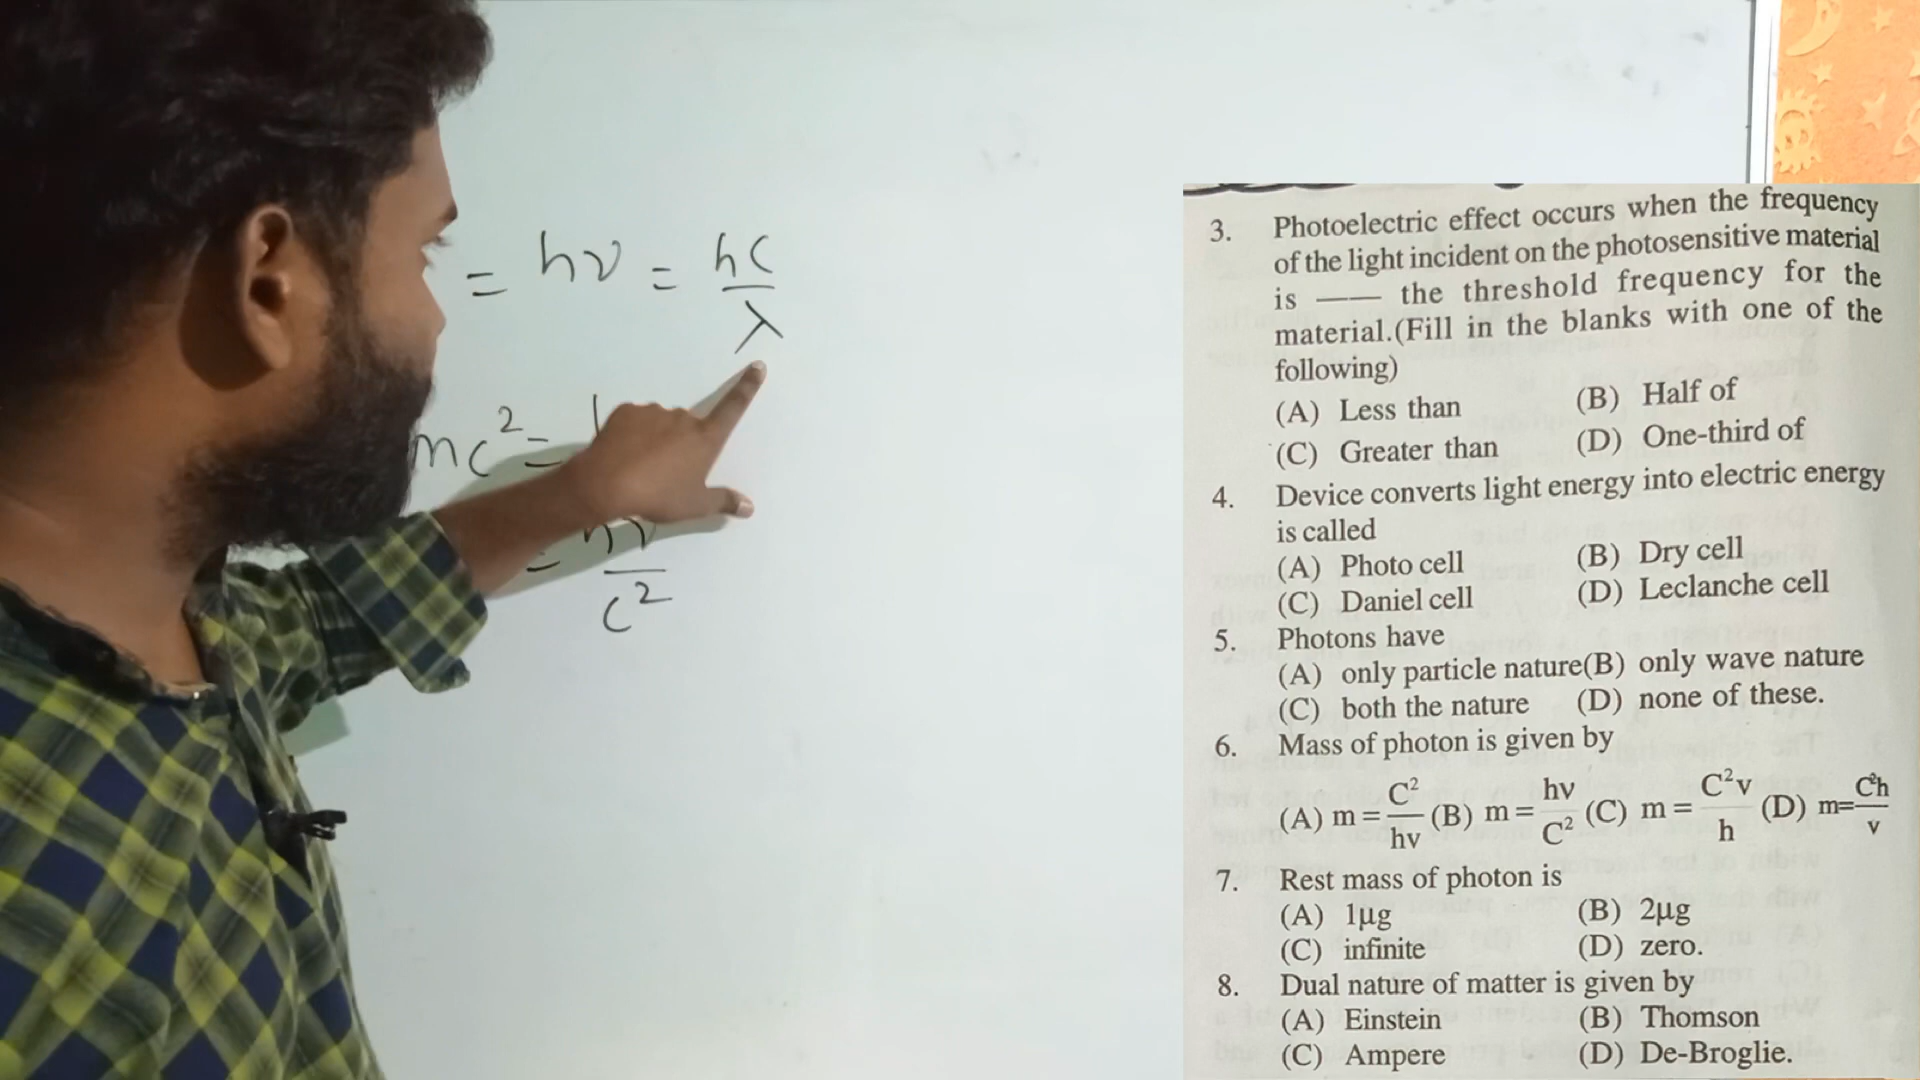 = hν = hc/λ
mc² =
= hν/c²
3. Photoelectric effect occurs when the frequency
of the light incident on the photosensitive material
is —— the threshold frequency for the
material.(Fill in the blanks with one of the
following)
(A) Less than (B) Half of
(C) Greater than (D) One-third of
4. Device converts light energy into electric energy
is called
(A) Photo cell (B) Dry cell
(C) Daniel cell (D) Leclanche cell
5. Photons have
(A) only particle nature(B) only wave nature
(C) both the nature (D) none of these.
6. Mass of photon is given by
(A) m = C²/hv (B) m = hv/C² (C) m = C²v/h (D) m= C²h/v
7. Rest mass of photon is
(A) 1μg (B) 2μg
(C) infinite (D) zero.
8. Dual nature of matter is given by
(A) Einstein (B) Thomson
(C) Ampere (D) De-Broglie.